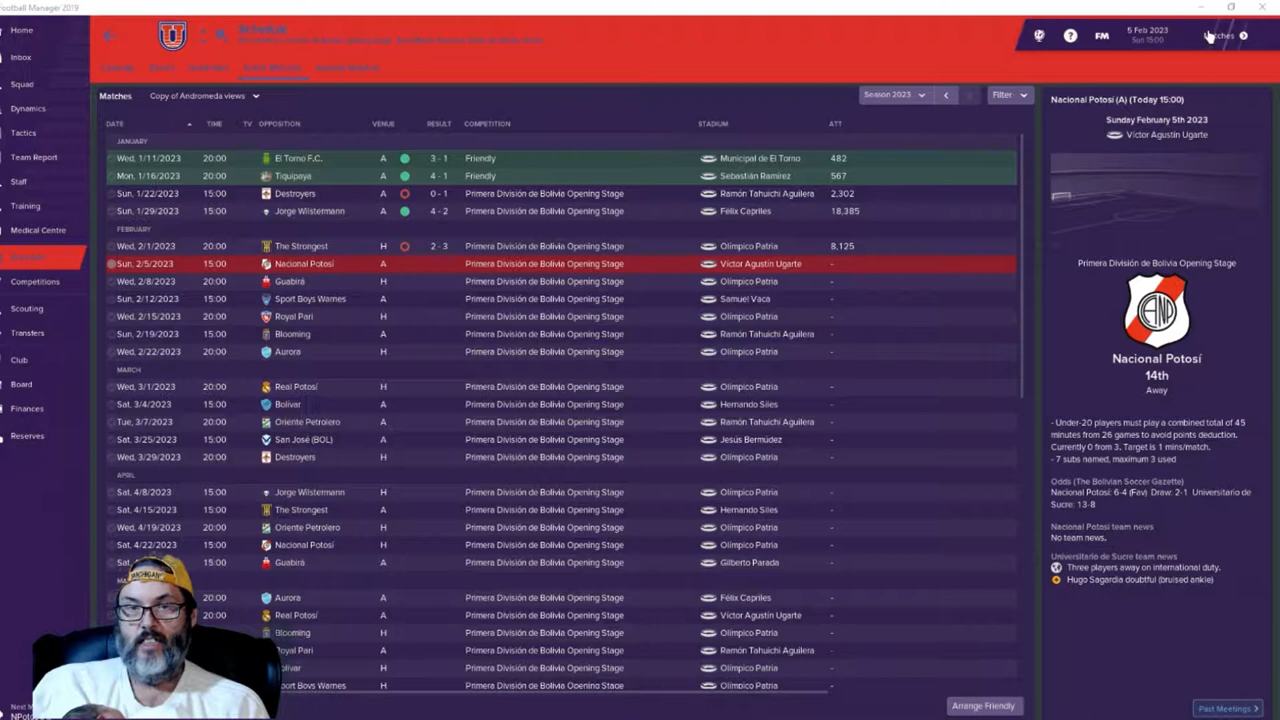 Football Manager 2019
Home
Inbox
Squad
Dynamics
Tactics
Team Report
Staff
Training
Medical Centre
Schedule
Competitions
Scouting
Transfers
Club
Board
Finances
Reserves
Schedule
5 Feb 2023
Sun 15:00
FM
Matches Copy of Andromeda views
Season 2023
Filter
DATE TIME TV OPPOSITION VENUE RESULT COMPETITION STADIUM ATT
JANUARY
Wed, 1/11/2023 20:00 El Torno F.C. A 3 - 1 Friendly Municipal de El Torno 482
Mon, 1/16/2023 20:00 Tiquipaya A 4 - 1 Friendly Sebastián Ramírez 567
Sun, 1/22/2023 15:00 Destroyers A 0 - 1 Primera División de Bolivia Opening Stage Ramón Tahuichi Aguilera 2,302
Sun, 1/29/2023 15:00 Jorge Wilstermann A 4 - 2 Primera División de Bolivia Opening Stage Félix Capriles 18,385
FEBRUARY
Wed, 2/1/2023 20:00 The Strongest H 2 - 3 Primera División de Bolivia Opening Stage Olímpico Patria 8,125
Sun, 2/5/2023 15:00 Nacional Potosí A Primera División de Bolivia Opening Stage Víctor Agustín Ugarte -
Wed, 2/8/2023 20:00 Guabirá H Primera División de Bolivia Opening Stage Olímpico Patria -
Sun, 2/12/2023 15:00 Sport Boys Warnes A Primera División de Bolivia Opening Stage Samuel Vaca -
Wed, 2/15/2023 20:00 Royal Pari H Primera División de Bolivia Opening Stage Olímpico Patria -
Sun, 2/19/2023 15:00 Blooming A Primera División de Bolivia Opening Stage Ramón Tahuichi Aguilera -
Wed, 2/22/2023 20:00 Aurora H Primera División de Bolivia Opening Stage Olímpico Patria -
MARCH
Wed, 3/1/2023 20:00 Real Potosí H Primera División de Bolivia Opening Stage Olímpico Patria -
Sat, 3/4/2023 15:00 Bolívar A Primera División de Bolivia Opening Stage Hernando Siles -
Tue, 3/7/2023 15:00 Oriente Petrolero A Primera División de Bolivia Opening Stage Ramón Tahuichi Aguilera -
Sat, 3/25/2023 15:00 San José (BOL) A Primera División de Bolivia Opening Stage Jesús Bermúdez -
Wed, 3/29/2023 20:00 Destroyers H Primera División de Bolivia Opening Stage Olímpico Patria -
APRIL
Sat, 4/8/2023 15:00 Jorge Wilstermann H Primera División de Bolivia Opening Stage Olímpico Patria -
Sat, 4/15/2023 15:00 The Strongest A Primera División de Bolivia Opening Stage Hernando Siles -
Wed, 4/19/2023 20:00 Oriente Petrolero H Primera División de Bolivia Opening Stage Olímpico Patria -
Sat, 4/22/2023 15:00 Nacional Potosí H Primera División de Bolivia Opening Stage Olímpico Patria -
Sat, 15:00 Guabirá A Primera División de Bolivia Opening Stage Gilberto Parada -
20:00 Aurora A Primera División de Bolivia Opening Stage Félix Capriles -
20:00 Real Potosí A Primera División de Bolivia Opening Stage Víctor Agustín Ugarte -
Blooming H Primera División de Bolivia Opening Stage Olímpico Patria -
Royal Pari A Primera División de Bolivia Opening Stage Ramón Tahuichi Aguilera -
Bolívar H Primera División de Bolivia Opening Stage Olímpico Patria -
Sport Boys Warnes H Primera División de Bolivia Opening Stage Olímpico Patria -
Arrange Friendly
Nacional Potosí (A) (Today 15:00)
Sunday February 5th 2023
Víctor Agustín Ugarte
Primera División de Bolivia Opening Stage
Nacional Potosí
14th
Away
- Under-20 players must play a combined total of 45
minutes from 26 games to avoid points deduction.
Currently 0 from 3. Target is 1 mins/match.
- 7 subs named, maximum 3 used
Odds (The Bolivian Soccer Gazette)
Nacional Potosí: 6-4 (Fav) Draw: 2-1 Universitario de
Sucre: 13-8
Nacional Potosí team news
No team news.
Universitario de Sucre team news
Three players away on international duty.
Hugo Sagardia doubtful (bruised ankle)
Past Meetings